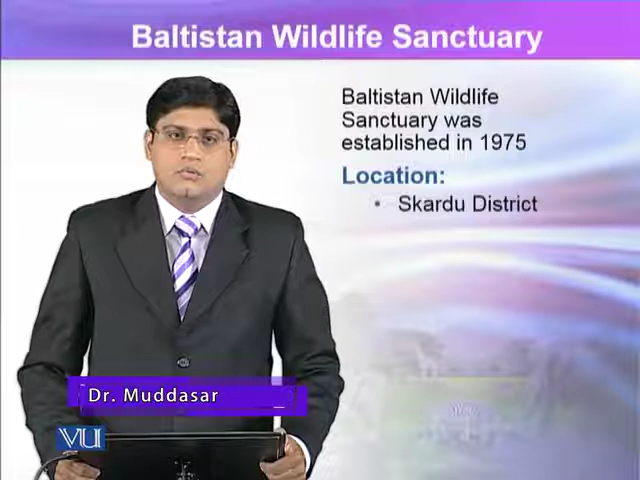 Baltistan Wildlife Sanctuary
Baltistan Wildlife
Sanctuary was
established in 1975
Location:
• Skardu District
Dr. Muddasar
VU